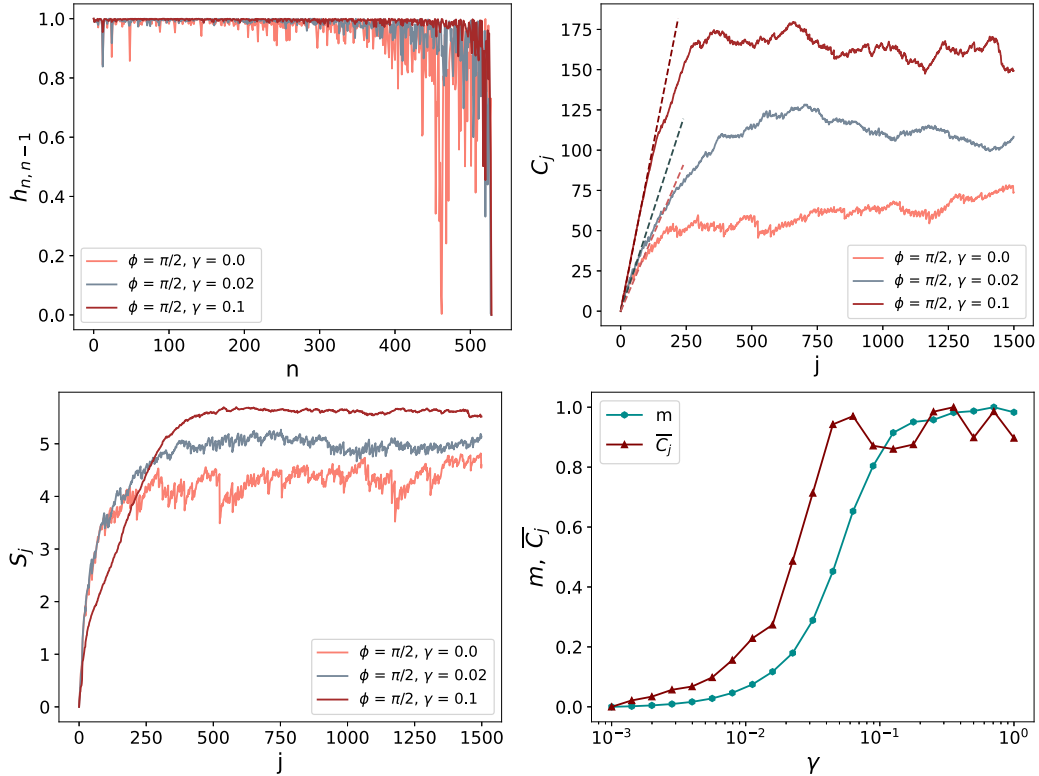 h_{n,n−1}
1.0
0.8
0.6
0.4
0.2
0.0
ϕ = π/2, γ = 0.0
ϕ = π/2, γ = 0.02
ϕ = π/2, γ = 0.1
0 100 200 300 400 500
n
C_j
175
150
125
100
75
50
25
0
ϕ = π/2, γ = 0.0
ϕ = π/2, γ = 0.02
ϕ = π/2, γ = 0.1
0 250 500 750 1000 1250 1500
j
S_j
5
4
3
2
1
0
ϕ = π/2, γ = 0.0
ϕ = π/2, γ = 0.02
ϕ = π/2, γ = 0.1
0 250 500 750 1000 1250 1500
j
m, \overline{C_j}
1.0
0.8
0.6
0.4
0.2
0.0
m
\overline{C_j}
10⁻³ 10⁻² 10⁻¹ 10⁰
γ